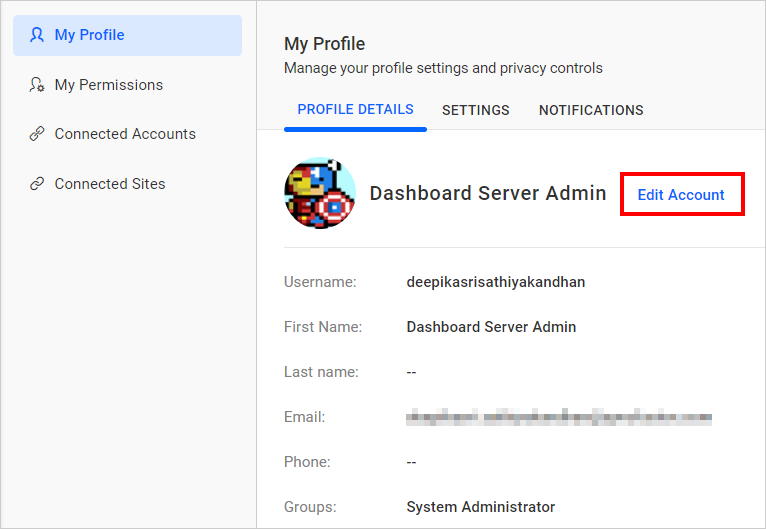 My Profile
My Permissions
Connected Accounts
Connected Sites
My Profile
Manage your profile settings and privacy controls
PROFILE DETAILS SETTINGS NOTIFICATIONS
Dashboard Server Admin Edit Account
Username: deepikasrisathiyakandhan
First Name: Dashboard Server Admin
Last name: --
Email:
Phone: --
Groups: System Administrator